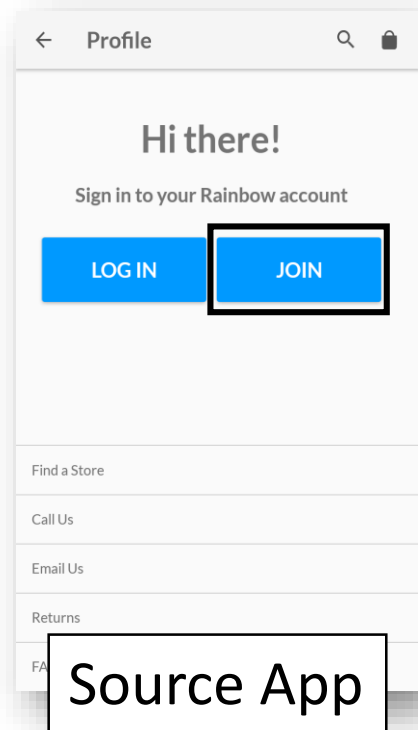 Profile
Hi there!
Sign in to your Rainbow account
LOG IN JOIN
Find a Store
Call Us
Email Us
Returns
FA
Source App